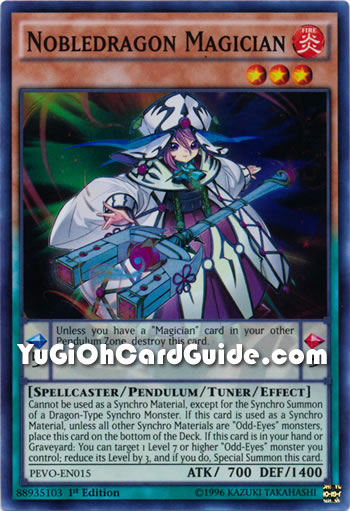 NOBLEDRAGON MAGICIAN
FIRE
炎
Unless you have a "Magician" card in your other
Pendulum Zone, destroy this card.
YuGiOhCardGuide.com
[SPELLCASTER/PENDULUM/TUNER/EFFECT]
Cannot be used as a Synchro Material, except for the Synchro Summon
of a Dragon-Type Synchro Monster. If this card is used as a Synchro
Material, unless all other Synchro Materials are "Odd-Eyes" monsters,
place this card on the bottom of the Deck. If this card is in your hand or
Graveyard: You can target 1 Level 7 or higher "Odd-Eyes" monster you
control; reduce its Level by 3, and if you do, Special Summon this card.
PEVO-EN015
ATK/ 700 DEF/1400
88935103 1st Edition
©1996 KAZUKI TAKAHASHI